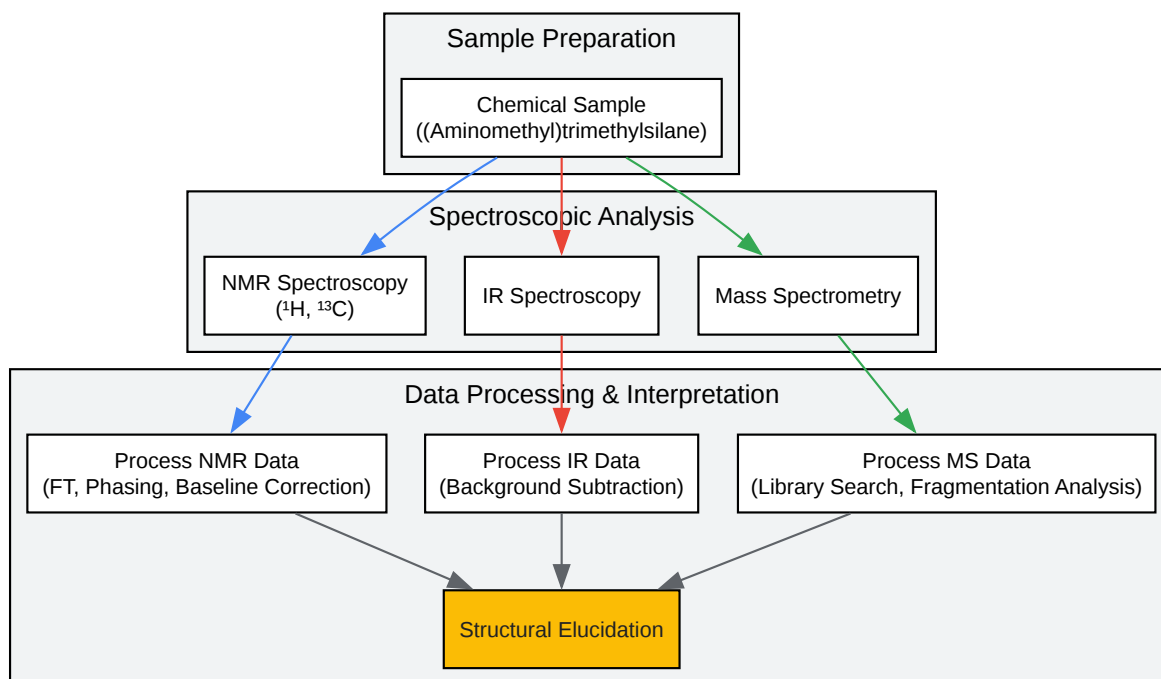 Sample Preparation
Chemical Sample
((Aminomethyl)trimethylsilane)
Spectroscopic Analysis
NMR Spectroscopy
(¹H, ¹³C)
IR Spectroscopy
Mass Spectrometry
Data Processing & Interpretation
Process NMR Data
(FT, Phasing, Baseline Correction)
Process IR Data
(Background Subtraction)
Process MS Data
(Library Search, Fragmentation Analysis)
Structural Elucidation